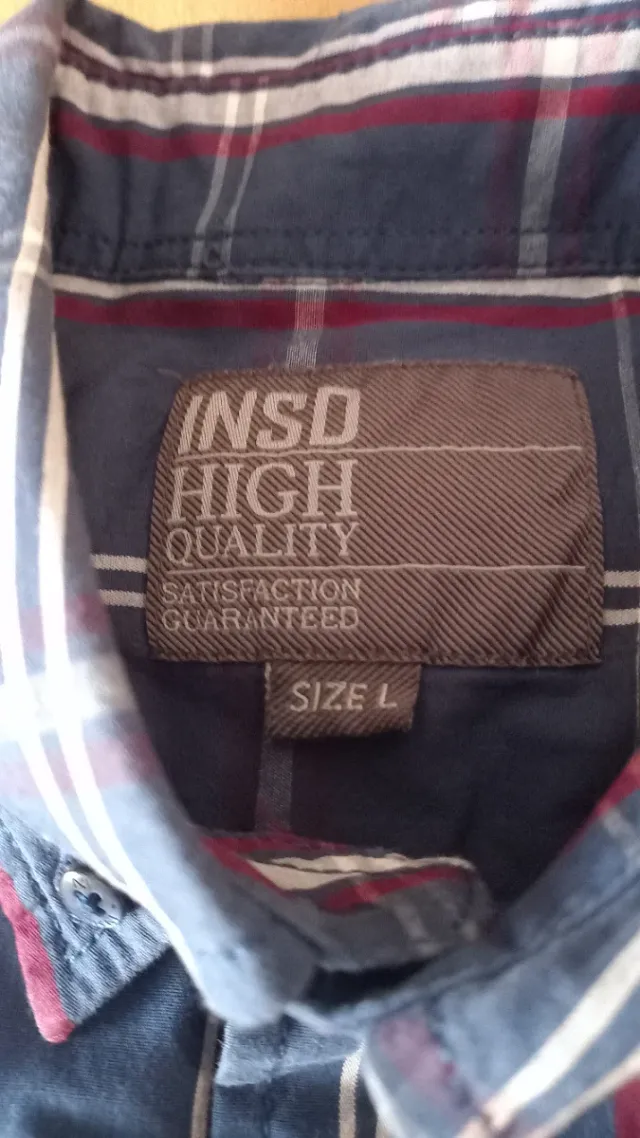 INSD
HIGH
QUALITY
SATISFACTION
GUARANTEED
SIZE L